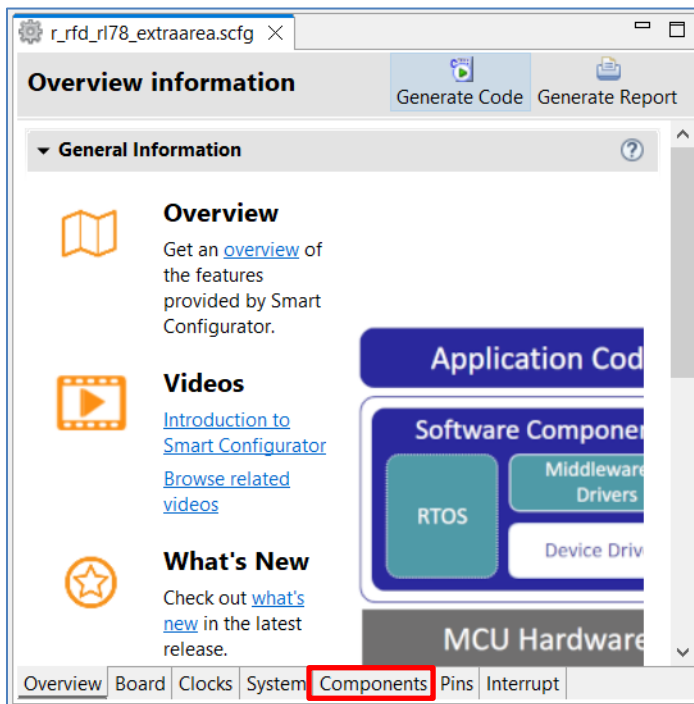 r_rfd_rl78_extraarea.scfg
Overview information
Generate Code
Generate Report
General Information
Overview
Get an overview of
the features
provided by Smart
Configurator.
Videos
Introduction to
Smart Configurator
Browse related
videos
What's New
Check out what's
new in the latest
release.
Application Cod
Software Componen
RTOS
Middleware
Drivers
Device Driv
MCU Hardware
Overview Board Clocks System Components Pins Interrupt